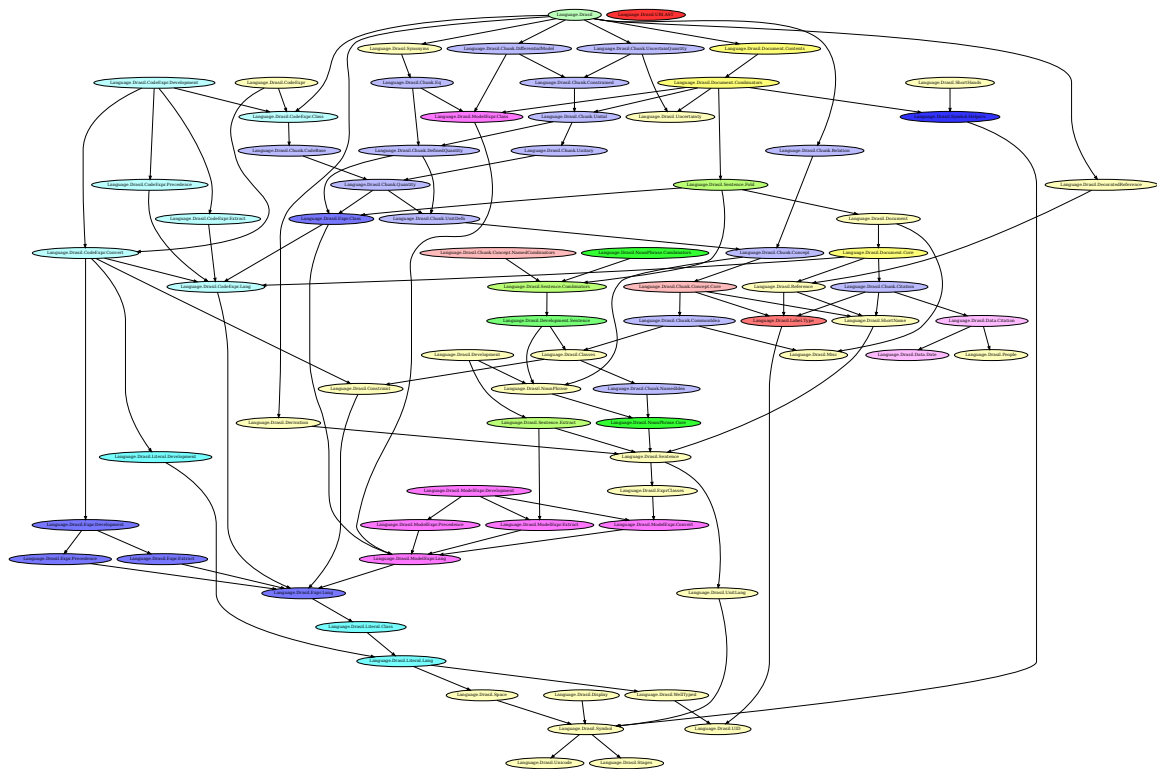 Language.Drasil
Language.Drasil.UID.API
Language.Drasil.Synonyms
Language.Drasil.Chunk.DifferentialModel
Language.Drasil.Chunk.UncertainQuantity
Language.Drasil.Document.Contents
Language.Drasil.CodeExpr.Development
Language.Drasil.CodeExpr
Language.Drasil.Chunk.Eq
Language.Drasil.Chunk.Constrained
Language.Drasil.Document.Combinators
Language.Drasil.ShortHands
Language.Drasil.CodeExpr.Class
Language.Drasil.ModelExpr.Class
Language.Drasil.Chunk.Unital
Language.Drasil.Uncertainty
Language.Drasil.Symbol.Helpers
Language.Drasil.Chunk.CodeBase
Language.Drasil.Chunk.DefinedQuantity
Language.Drasil.Chunk.Unitary
Language.Drasil.Chunk.Relation
Language.Drasil.CodeExpr.Precedence
Language.Drasil.Chunk.Quantity
Language.Drasil.Sentence.Fold
Language.Drasil.DecoratedReference
Language.Drasil.CodeExpr.Extract
Language.Drasil.Expr.Class
Language.Drasil.Chunk.UnitDefn
Language.Drasil.Document
Language.Drasil.CodeExpr.Convert
Language.Drasil.Chunk.Concept.NamedCombinators
Language.Drasil.NounPhrase.Combinators
Language.Drasil.Chunk.Concept
Language.Drasil.Document.Core
Language.Drasil.CodeExpr.Lang
Language.Drasil.Sentence.Combinators
Language.Drasil.Chunk.Concept.Core
Language.Drasil.Reference
Language.Drasil.Chunk.Citation
Language.Drasil.Development.Sentence
Language.Drasil.Chunk.CommonIdea
Language.Drasil.Label.Type
Language.Drasil.ShortName
Language.Drasil.Data.Citation
Language.Drasil.Development
Language.Drasil.Classes
Language.Drasil.Misc
Language.Drasil.Data.Date
Language.Drasil.People
Language.Drasil.Constraint
Language.Drasil.NounPhrase
Language.Drasil.Chunk.NamedIdea
Language.Drasil.Derivation
Language.Drasil.Sentence.Extract
Language.Drasil.NounPhrase.Core
Language.Drasil.Literal.Development
Language.Drasil.Sentence
Language.Drasil.ModelExpr.Development
Language.Drasil.ExprClasses
Language.Drasil.Expr.Development
Language.Drasil.ModelExpr.Precedence
Language.Drasil.ModelExpr.Extract
Language.Drasil.ModelExpr.Convert
Language.Drasil.Expr.Precedence
Language.Drasil.Expr.Extract
Language.Drasil.ModelExpr.Lang
Language.Drasil.Expr.Lang
Language.Drasil.UnitLang
Language.Drasil.Literal.Class
Language.Drasil.Literal.Lang
Language.Drasil.Space
Language.Drasil.Display
Language.Drasil.WellTyped
Language.Drasil.Symbol
Language.Drasil.UID
Language.Drasil.Unicode
Language.Drasil.Stages